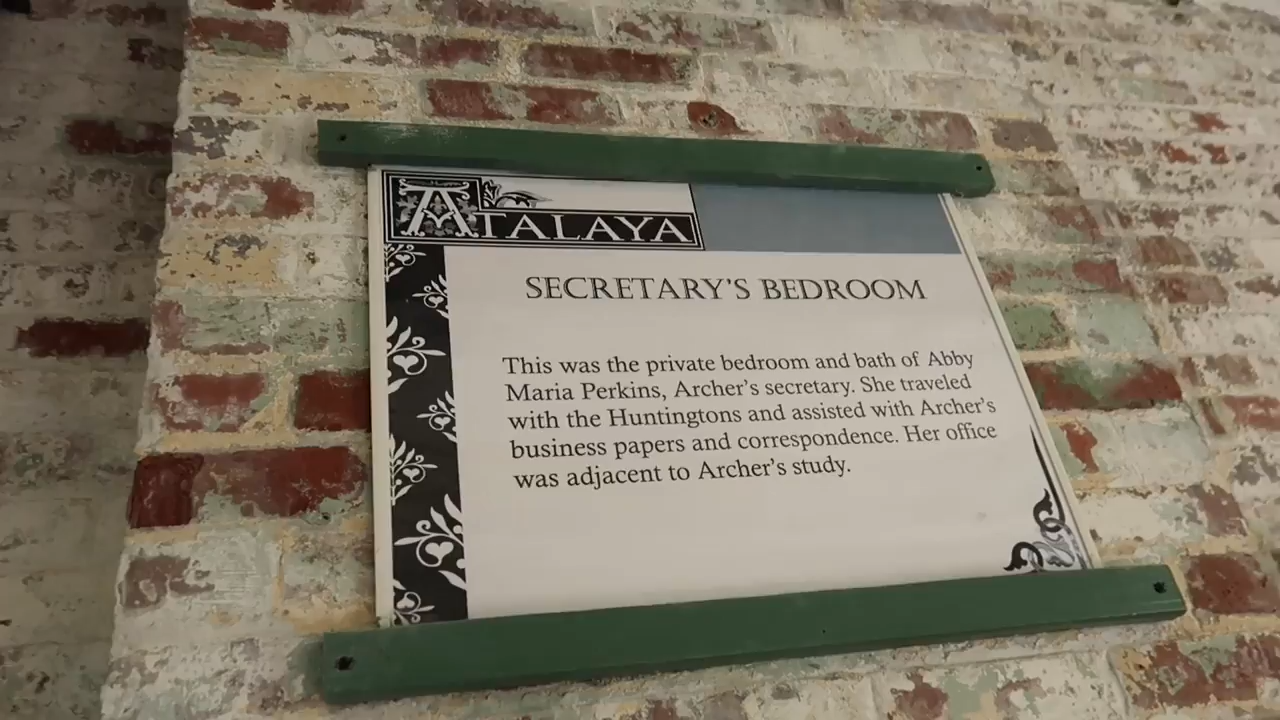 ATALAYA
SECRETARY'S BEDROOM
This was the private bedroom and bath of Abby
Maria Perkins, Archer's secretary. She traveled
with the Huntingtons and assisted with Archer's
business papers and correspondence. Her office
was adjacent to Archer's study.